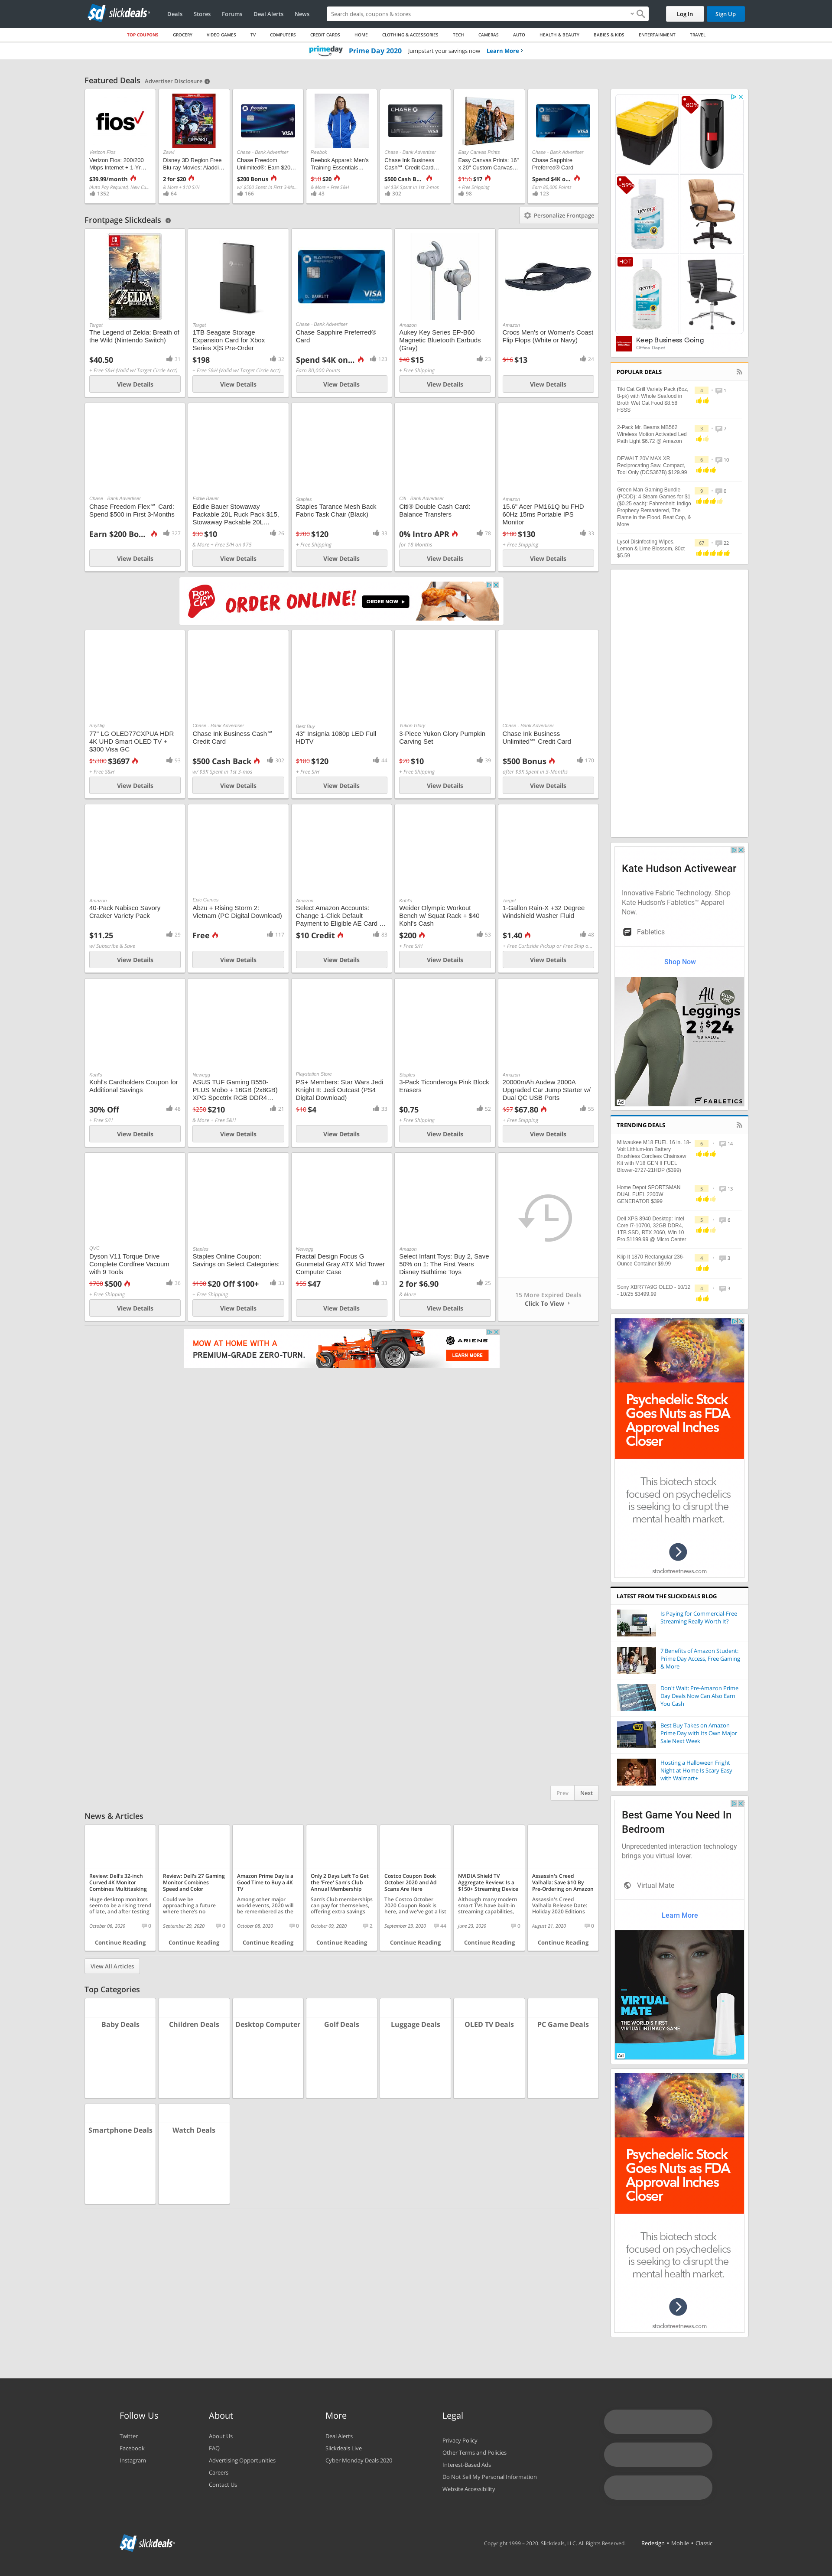 slickdeals
Deals
Stores
Forums
Deal Alerts
News
Search deals, coupons & stores
Log In
Sign Up
TOP COUPONS
GROCERY
VIDEO GAMES
TV
COMPUTERS
CREDIT CARDS
HOME
CLOTHING & ACCESSORIES
TECH
CAMERAS
AUTO
HEALTH & BEAUTY
BABIES & KIDS
ENTERTAINMENT
TRAVEL
primeday Prime Day 2020 Jumpstart your savings now Learn More
Featured Deals Advertiser Disclosure
Verizon Fios
Verizon Fios: 200/200
Mbps Internet + 1-Yr…
$39.99/month
1352
Disney 3D Region Free
Blu-ray Movies: Aladdi…
2 for $20
& More + $10 S/H
64
Chase - Bank Advertiser
Chase Freedom
Unlimited®: Earn $20…
$200 Bonus
w/ $500 Spent in First 3-Mo…
166
Reebok
Reebok Apparel: Men's
Training Essentials…
$50 $20
& More + Free S&H
43
Chase - Bank Advertiser
Chase Ink Business
Cash℠ Credit Card…
$500 Cash B…
w/ $3K Spent in 1st 3-mos
302
Easy Canvas Prints
Easy Canvas Prints: 16"
x 20" Custom Canvas…
$156 $17
+ Free Shipping
98
Chase - Bank Advertiser
Chase Sapphire
Preferred® Card
Spend $4K o…
Earn 80,000 Points
123
Frontpage Slickdeals
Personalize Frontpage
Target
The Legend of Zelda: Breath of
the Wild (Nintendo Switch)
$40.50
31
+ Free S&H (Valid w/ Target Circle Acct)
View Details
Target
1TB Seagate Storage
Expansion Card for Xbox
Series X|S Pre-Order
$198
32
+ Free S&H (Valid w/ Target Circle Acct)
View Details
Chase - Bank Advertiser
Chase Sapphire Preferred®
Card
Spend $4K on…
123
Earn 80,000 Points
View Details
Amazon
Aukey Key Series EP-B60
Magnetic Bluetooth Earbuds
(Gray)
$40 $15
23
+ Free Shipping
View Details
Amazon
Crocs Men's or Women's Coast
Flip Flops (White or Navy)
$16 $13
24
View Details
Chase - Bank Advertiser
Chase Freedom Flex℠ Card:
Spend $500 in First 3-Months
Earn $200 Bo…
327
View Details
Eddie Bauer
Eddie Bauer Stowaway
Packable 20L Ruck Pack $15,
Stowaway Packable 20L…
$30 $10
26
& More + Free S/H on $75
View Details
Staples
Staples Tarance Mesh Back
Fabric Task Chair (Black)
$200 $120
33
+ Free Shipping
View Details
Citi - Bank Advertiser
Citi® Double Cash Card:
Balance Transfers
0% Intro APR
76
for 18 Months
View Details
Amazon
15.6" Acer PM161Q bu FHD
60Hz 15ms Portable IPS
Monitor
$180 $130
33
+ Free Shipping
View Details
ORDER ONLINE!
ORDER NOW
BuyDig
77" LG OLED77CXPUA HDR
4K UHD Smart OLED TV +
$300 Visa GC
$5300 $3697
93
+ Free S&H
View Details
Chase - Bank Advertiser
Chase Ink Business Cash℠
Credit Card
$500 Cash Back
302
w/ $3K Spent in 1st 3-mos
View Details
Best Buy
43" Insignia 1080p LED Full
HDTV
$180 $120
44
+ Free S/H
View Details
Yukon Glory
3-Piece Yukon Glory Pumpkin
Carving Set
$20 $10
39
+ Free Shipping
View Details
Chase - Bank Advertiser
Chase Ink Business
Unlimited℠ Credit Card
$500 Bonus
170
after $3K Spent in 3-Months
View Details
Amazon
40-Pack Nabisco Savory
Cracker Variety Pack
$11.25
29
w/ Subscribe & Save
View Details
Epic Games
Abzu + Rising Storm 2:
Vietnam (PC Digital Download)
Free
117
View Details
Amazon
Select Amazon Accounts:
Change 1-Click Default
Payment to Eligible AE Card …
$10 Credit
83
View Details
Kohl's
Weider Olympic Workout
Bench w/ Squat Rack + $40
Kohl's Cash
$200
53
+ Free S/H
View Details
Target
1-Gallon Rain-X +32 Degree
Windshield Washer Fluid
$1.40
48
+ Free Curbside Pickup or Free Ship o…
View Details
Kohl's
Kohl's Cardholders Coupon for
Additional Savings
30% Off
48
+ Free S/H
View Details
Newegg
ASUS TUF Gaming B550-
PLUS Mobo + 16GB (2x8GB)
XPG Spectrix RGB DDR4…
$250 $210
21
& More + Free S&H
View Details
Playstation Store
PS+ Members: Star Wars Jedi
Knight II: Jedi Outcast (PS4
Digital Download)
$10 $4
33
View Details
Staples
3-Pack Ticonderoga Pink Block
Erasers
$0.75
52
+ Free Shipping
View Details
Amazon
20000mAh Audew 2000A
Upgraded Car Jump Starter w/
Dual QC USB Ports
$97 $67.80
55
+ Free Shipping
View Details
QVC
Dyson V11 Torque Drive
Complete Cordfree Vacuum
with 9 Tools
$700 $500
36
+ Free Shipping
View Details
Staples
Staples Online Coupon:
Savings on Select Categories:
$100 $20 Off $100+
33
+ Free Shipping
View Details
Newegg
Fractal Design Focus G
Gunmetal Gray ATX Mid Tower
Computer Case
$55 $47
33
View Details
Amazon
Select Infant Toys: Buy 2, Save
50% on 1: The First Years
Disney Bathtime Toys
2 for $6.90
25
& More
View Details
15 More Expired Deals
Click To View
MOW AT HOME WITH A
PREMIUM-GRADE ZERO-TURN.
ARIENS
LEARN MORE
Prev
Next
News & Articles
Review: Dell's 32-Inch
Curved 4K Monitor
Combines Multitasking
Huge desktop monitors
seem to be a rising trend
of late, and after testing
October 06, 2020
0
Continue Reading
Review: Dell's 27 Gaming
Monitor Combines
Speed and Color
Could we be
approaching a future
where there's no
September 29, 2020
0
Continue Reading
Amazon Prime Day is a
Good Time to Buy a 4K
TV
Among other major
world events, 2020 will
be remembered as the
October 08, 2020
0
Continue Reading
Only 2 Days Left To Get
the 'Free' Sam's Club
Annual Membership
Sam's Club memberships
can pay for themselves,
offering extra savings
October 09, 2020
2
Continue Reading
Costco Coupon Book
October 2020 and Ad
Scans Are Here
The Costco October
2020 Coupon Book is
here, and we've got a list
September 23, 2020
44
Continue Reading
NVIDIA Shield TV
Aggregate Review: Is a
$150+ Streaming Device
Although many modern
smart TVs have built-in
streaming capabilities,
June 23, 2020
0
Continue Reading
Assassin's Creed
Valhalla: Save $10 By
Pre-Ordering on Amazon
Assassin's Creed
Valhalla Release Date:
Holiday 2020 Editions
August 21, 2020
0
Continue Reading
View All Articles
Top Categories
Baby Deals
Children Deals
Desktop Computer
Golf Deals
Luggage Deals
OLED TV Deals
PC Game Deals
Smartphone Deals
Watch Deals
-80%
-59%
HOT
Keep Business Going
Office Depot
POPULAR DEALS
Tiki Cat Grill Variety Pack (6oz,
8-pk) with Whole Seafood in
Broth Wet Cat Food $8.58
FSSS
4
1
2-Pack Mr. Beams MB562
Wireless Motion Activated Led
Path Light $6.72 @ Amazon
3
7
DEWALT 20V MAX XR
Reciprocating Saw, Compact,
Tool Only (DCS367B) $129.99
6
10
Green Man Gaming Bundle
(PCDD): 4 Steam Games for $1
($0.25 each): Fahrenheit: Indigo
Prophecy Remastered, The
Flame in the Flood, Beat Cop, &
More
Lysol Disinfecting Wipes,
Lemon & Lime Blossom, 80ct
$5.59
22
Kate Hudson Activewear
Innovative Fabric Technology. Shop
Kate Hudson's Fabletics™ Apparel
Now.
Fabletics
Shop Now
All
Leggings
2 FOR $24
FABLETICS
Ad
TRENDING DEALS
Milwaukee M18 FUEL 16 in. 18-
Volt Lithium-Ion Battery
Brushless Cordless Chainsaw
Kit with M18 GEN II FUEL
Blower-2727-21HDP ($399)
6
14
Home Depot SPORTSMAN
DUAL FUEL 2200W
GENERATOR $399
5
13
Dell XPS 8940 Desktop: Intel
Core i7-10700, 32GB DDR4,
1TB SSD, RTX 2060, Win 10
Pro $1199.99 @ Micro Center
5
6
Klip It 1870 Rectangular 236-
Ounce Container $9.99
4
3
Sony XBR77A9G OLED - 10/12
- 10/25 $3499.99
4
3
Psychedelic Stock
Goes Nuts as FDA
Approval Inches
Closer
This biotech stock
focused on psychedelics
is seeking to disrupt the
mental health market.
stockstreetnews.com
LATEST FROM THE SLICKDEALS BLOG
Is Paying for Commercial-Free
Streaming Really Worth It?
7 Benefits of Amazon Student:
Prime Day Access, Free Gaming
& More
Don't Wait: Pre-Amazon Prime
Day Deals Now Can Also Earn
You Cash
Best Buy Takes on Amazon
Prime Day with Its Own Major
Sale Next Week
Hosting a Halloween Fright
Night at Home Is Scary Easy
with Walmart+
Best Game You Need In
Bedroom
Unprecedented interaction technology
brings you virtual lover.
Virtual Mate
Learn More
VIRTUAL
MATE
THE WORLD'S FIRST
VIRTUAL INTIMACY GAME
Ad
Psychedelic Stock
Goes Nuts as FDA
Approval Inches
Closer
This biotech stock
focused on psychedelics
is seeking to disrupt the
mental health market.
stockstreetnews.com
Follow Us
Twitter
Facebook
Instagram
About
About Us
FAQ
Advertising Opportunities
Careers
Contact Us
More
Deal Alerts
Slickdeals Live
Cyber Monday Deals 2020
Legal
Privacy Policy
Other Terms and Policies
Interest-Based Ads
Do Not Sell My Personal Information
Website Accessibility
slickdeals
Copyright 1999 – 2020. Slickdeals, LLC. All Rights Reserved.
Redesign • Mobile • Classic